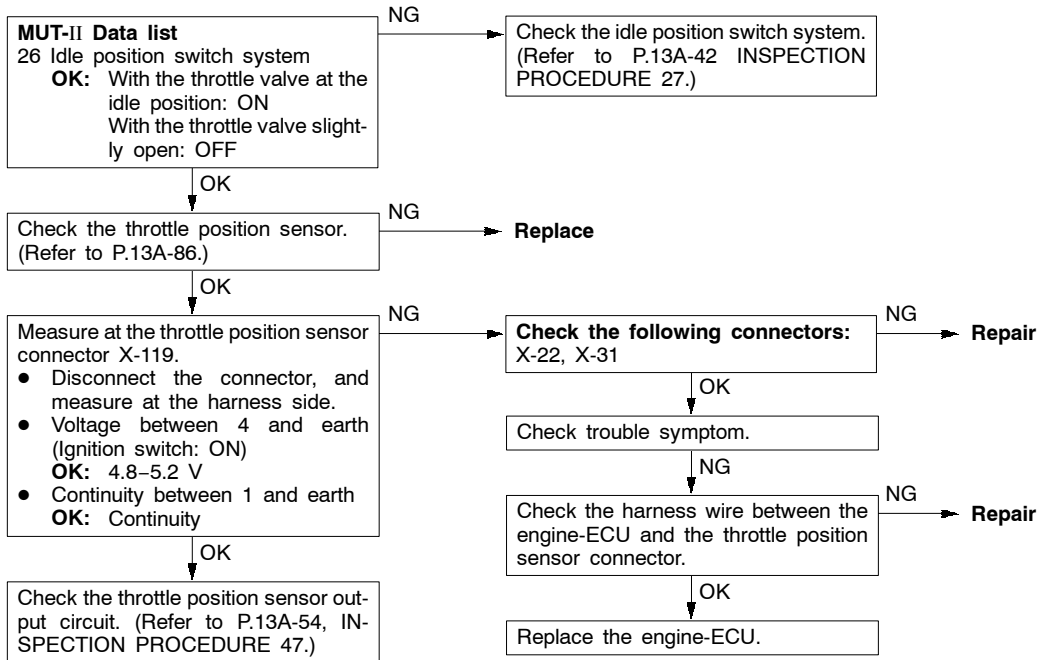 MUT-II Data list
26 Idle position switch system
OK: With the throttle valve at the
idle position: ON
With the throttle valve slight-
ly open: OFF
NG
Check the idle position switch system.
(Refer to P.13A-42 INSPECTION
PROCEDURE 27.)
OK
Check the throttle position sensor.
(Refer to P.13A-86.)
NG
Replace
OK
Measure at the throttle position sensor
connector X-119.
● Disconnect the connector, and
measure at the harness side.
● Voltage between 4 and earth
(Ignition switch: ON)
OK: 4.8–5.2 V
● Continuity between 1 and earth
OK: Continuity
NG
Check the following connectors:
X-22, X-31
NG
Repair
OK
Check trouble symptom.
NG
Check the harness wire between the
engine-ECU and the throttle position
sensor connector.
NG
Repair
OK
Replace the engine-ECU.
OK
Check the throttle position sensor out-
put circuit. (Refer to P.13A-54, IN-
SPECTION PROCEDURE 47.)